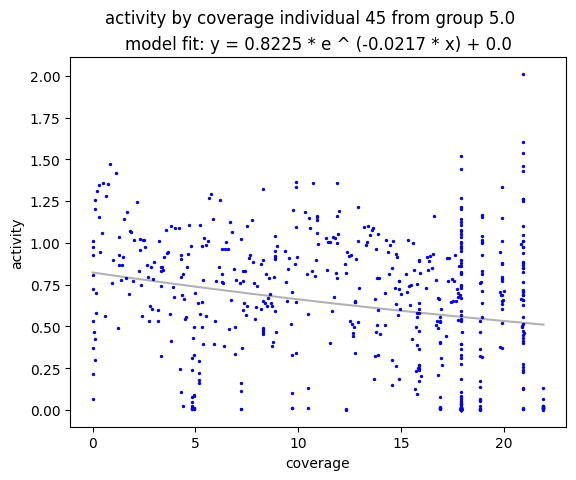 activity by coverage individual 45 from group 5.0
model fit: y = 0.8225 * e ^ (-0.0217 * x) + 0.0
2.00
1.75
1.50
1.25
1.00
0.75
0.50
0.25
0.00
activity
0 5 10 15 20
coverage